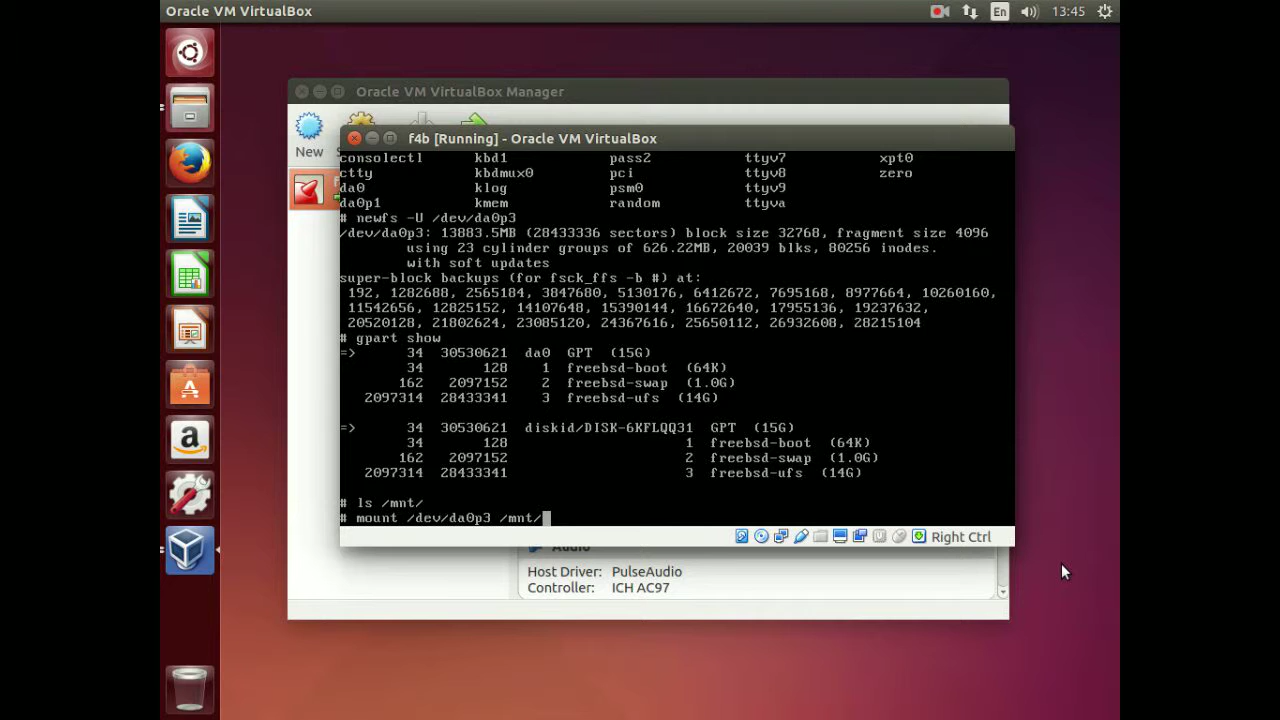 Oracle VM VirtualBox
En
13:45
Oracle VM VirtualBox Manager
New
f4b [Running] - Oracle VM VirtualBox
consolectl kbd1 pass2 ttyv7 xpt0
ctty kbdmux0 pci ttyv8 zero
da0 klog psm0 ttyv9
da0p1 kmem random ttyva
# newfs -U /dev/da0p3
/dev/da0p3: 13883.5MB (28433336 sectors) block size 32768, fragment size 4096
using 23 cylinder groups of 626.22MB, 20039 blks, 80256 inodes.
with soft updates
super-block backups (for fsck_ffs -b #) at:
192, 1282688, 2565184, 3847680, 5130176, 6412672, 7695168, 8977664, 10260160,
11542656, 12825152, 14107648, 15390144, 16672640, 17955136, 19237632,
20520128, 21802624, 23085120, 24367616, 25650112, 26932608, 28215104
# gpart show
=> 34 30530621 da0 GPT (15G)
34 128 1 freebsd-boot (64K)
162 2097152 2 freebsd-swap (1.0G)
2097314 28433341 3 freebsd-ufs (14G)
=> 34 30530621 diskid/DISK-6KFLQQ31 GPT (15G)
34 128 1 freebsd-boot (64K)
162 2097152 2 freebsd-swap (1.0G)
2097314 28433341 3 freebsd-ufs (14G)
# ls /mnt/
# mount /dev/da0p3 /mnt/
Right Ctrl
Audio
Host Driver: PulseAudio
Controller: ICH AC97